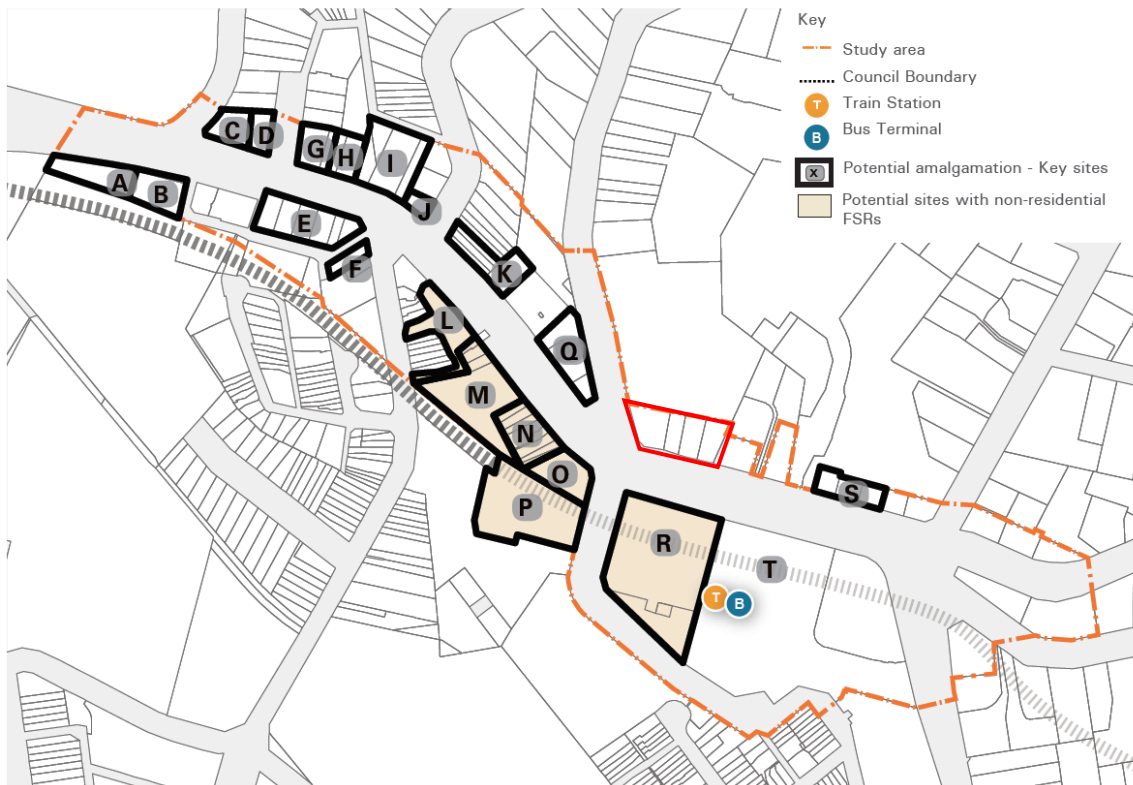 Key
Study area
Council Boundary
T Train Station
B Bus Terminal
x Potential amalgamation - Key sites
Potential sites with non-residential
FSRs
C
D
G
H
I
A
B
E
J
F
K
L
Q
M
N
O
P
S
R
T
T
B